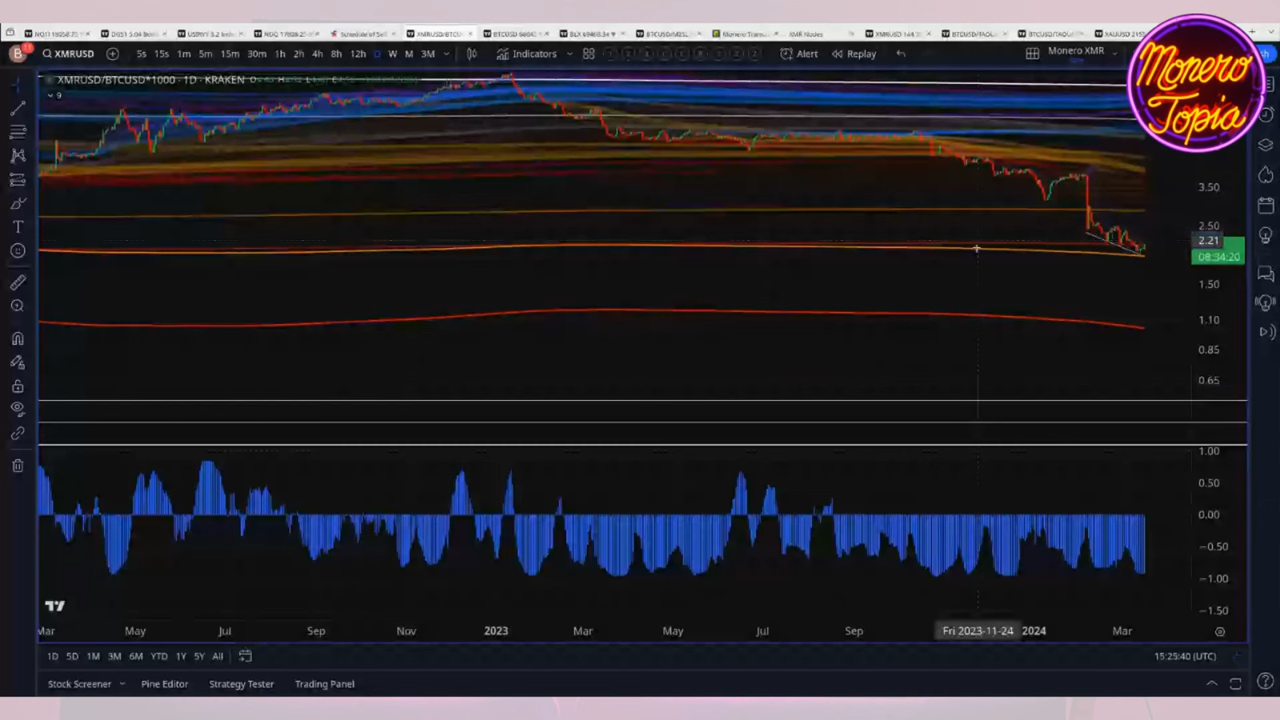 XMRUSD 5s 15s 1m 5m 15m 30m 1h 2h 4h 8h 12h D W M 3M Indicators Alert Replay Monero XMR
Monero
Topia
XMRUSD/BTCUSD*1000 · 1D · KRAKEN
9
3.50
2.50
2.21
08:34:20
1.50
1.10
0.85
0.65
1.00
0.50
0.00
−0.50
−1.00
−1.50
Mar May Jul Sep Nov 2023 Mar May Jul Sep Fri 2023-11-24 2024 Mar
1D 5D 1M 3M 6M YTD 1Y 5Y All 15:25:40 (UTC)
Stock Screener Pine Editor Strategy Tester Trading Panel